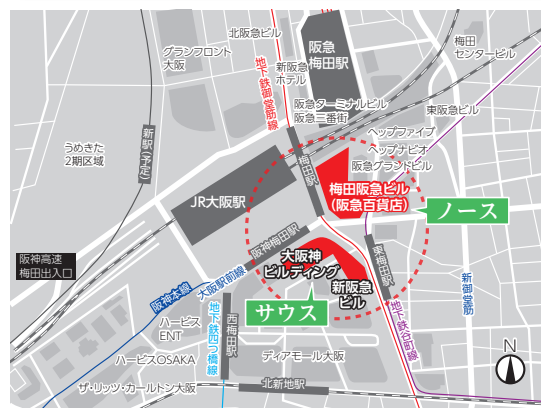 北阪急ビル
グランフロント
大阪
新阪急
ホテル
阪急
梅田駅
梅田
センタービル
地下鉄御堂筋線
阪急ターミナルビル
阪急三番街
東阪急ビル
新駅(予定)
うめきた
2期区域
ヘップファイブ
ヘップナビオ
阪急グランドビル
梅田駅
JR大阪駅
梅田阪急ビル
(阪急百貨店)
ノース
阪神梅田駅
阪神高速
梅田出入口
大阪神
ビルディング
新阪急
ビル
東梅田駅
新御堂筋
阪神本線
大阪駅前線
サウス
地下鉄四つ橋線
西梅田駅
地下鉄谷町線
ハービス
ENT
ハービスOSAKA
ディアモール大阪
ザ・リッツ・カールトン大阪
北新地駅
N